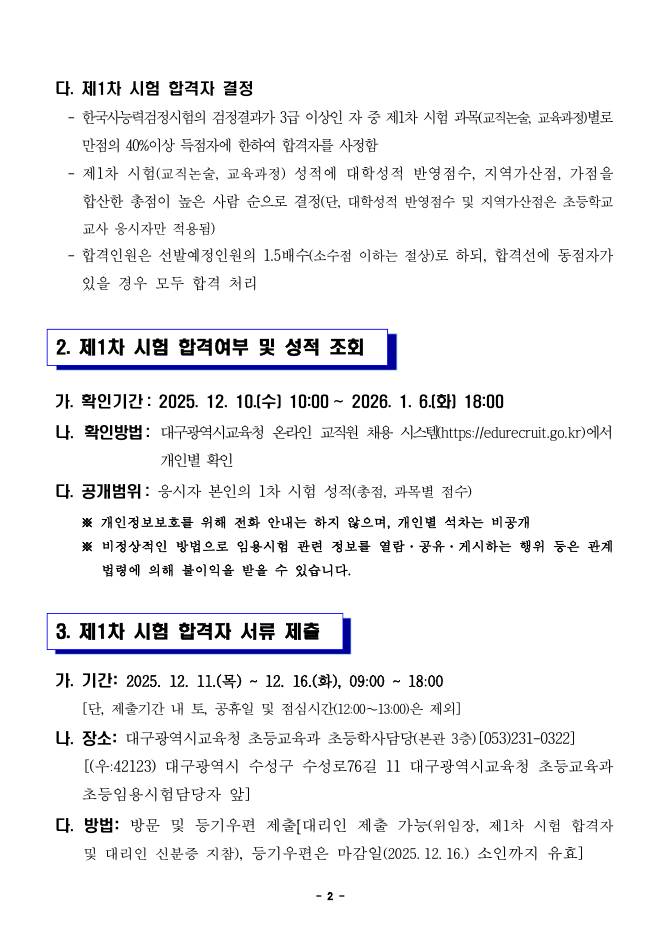 다. 제1차 시험 합격자 결정
- 한국사능력검정시험의 검정결과가 3급 이상인 자 중 제1차 시험 과목(교직논술, 교육과정)별로
만점의 40%이상 득점자에 한하여 합격자를 사정함
- 제1차 시험(교직논술, 교육과정) 성적에 대학성적 반영점수, 지역가산점, 가점을
합산한 총점이 높은 사람 순으로 결정(단, 대학성적 반영점수 및 지역가산점은 초등학교
교사 응시자만 적용됨)
- 합격인원은 선발예정인원의 1.5배수(소수점 이하는 절상)로 하되, 합격선에 동점자가
있을 경우 모두 합격 처리
2. 제1차 시험 합격여부 및 성적 조회
가. 확인기간 : 2025. 12. 10.(수) 10:00 ~ 2026. 1. 6.(화) 18:00
나. 확인방법 : 대구광역시교육청 온라인 교직원 채용 시스템(https://edurecruit.go.kr)에서
개인별 확인
다. 공개범위 : 응시자 본인의 1차 시험 성적(총점, 과목별 점수)
※ 개인정보보호를 위해 전화 안내는 하지 않으며, 개인별 석차는 비공개
※ 비정상적인 방법으로 임용시험 관련 정보를 열람·공유·게시하는 행위 등은 관계
법령에 의해 불이익을 받을 수 있습니다.
3. 제1차 시험 합격자 서류 제출
가. 기간: 2025. 12. 11.(목) ~ 12. 16.(화), 09:00 ~ 18:00
[단, 제출기간 내 토, 공휴일 및 점심시간(12:00~13:00)은 제외]
나. 장소: 대구광역시교육청 초등교육과 초등학사담당(본관 3층)[053)231-0322]
[(우:42123) 대구광역시 수성구 수성로76길 11 대구광역시교육청 초등교육과
초등임용시험담당자 앞]
다. 방법: 방문 및 등기우편 제출[대리인 제출 가능(위임장, 제1차 시험 합격자
및 대리인 신분증 지참), 등기우편은 마감일(2025. 12. 16.) 소인까지 유효]
- 2 -